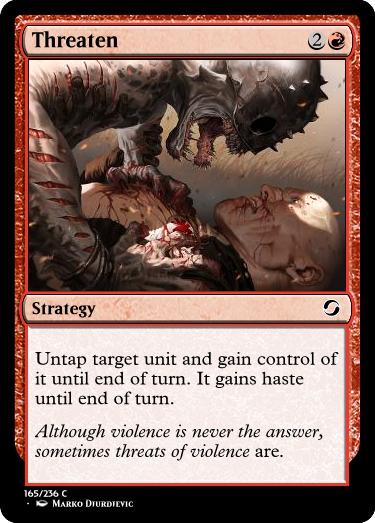 Threaten 2
Strategy
Untap target unit and gain control of
it until end of turn. It gains haste
until end of turn.
Although violence is never the answer,
sometimes threats of violence are.
165/236 C
· Marko Djurdjevic